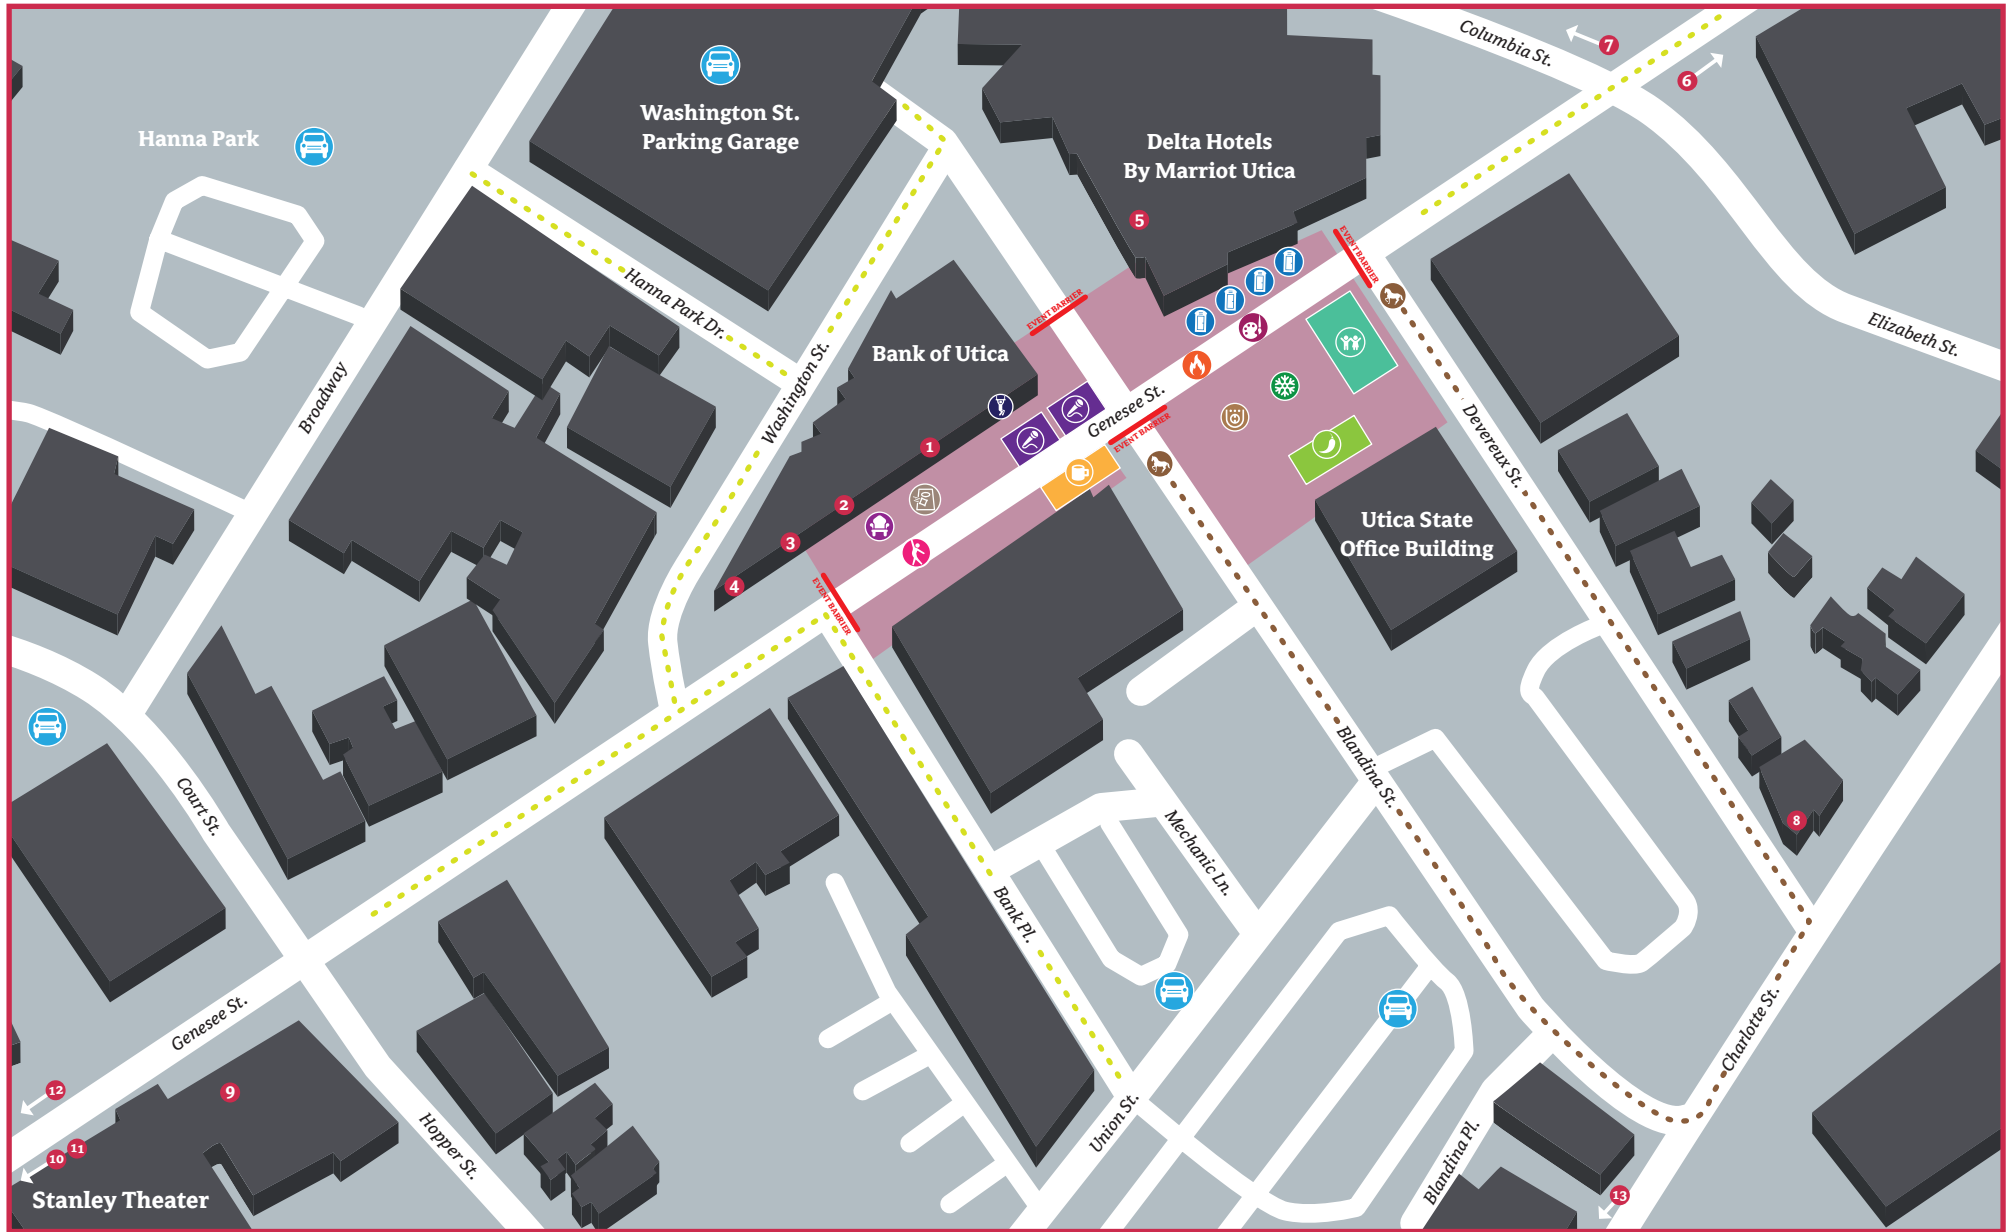 Columbia St.
7
6
Washington St.
Parking Garage
Hanna Park
Delta Hotels
By Marriot Utica
5
EVENT BARRIER
EVENT BARRIER
Hanna Park Dr.
Elizabeth St.
Bank of Utica
Washington St.
Broadway
Genesee St.
EVENT BARRIER
Devereux St.
1
2
3
4
Utica State
Office Building
EVENT BARRIER
Court St.
Blandina St.
Mechanic Ln.
8
Bank Pl.
Genesee St.
Charlotte St.
12
9
11
10
Hopper St.
Union St.
Blandina Pl.
Stanley Theater
13